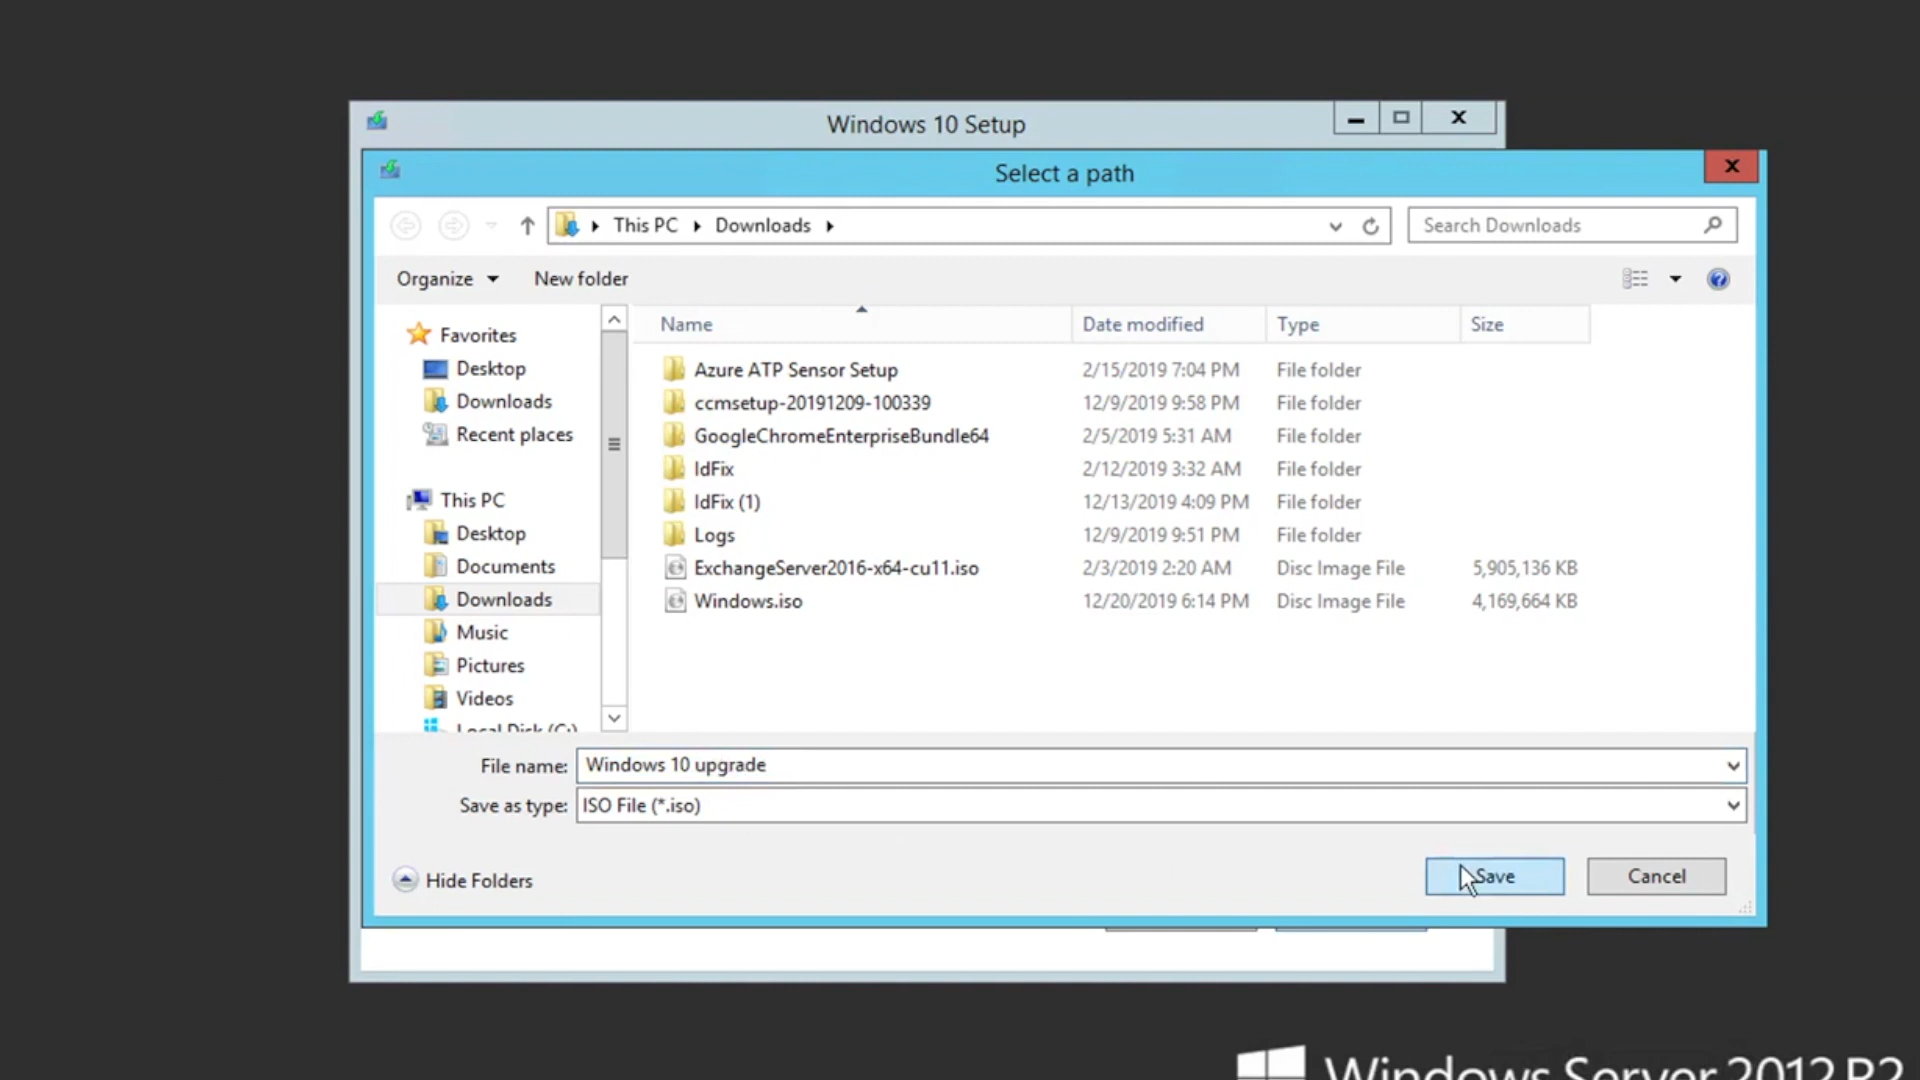 Windows 10 Setup
Select a path
This PC Downloads
Search Downloads
Organize New folder
Name Date modified Type Size
Favorites
Desktop
Downloads
Recent places
This PC
Desktop
Documents
Downloads
Music
Pictures
Videos
Local Disk (C:)
Azure ATP Sensor Setup 2/15/2019 7:04 PM File folder
ccmsetup-20191209-100339 12/9/2019 9:58 PM File folder
GoogleChromeEnterpriseBundle64 2/5/2019 5:31 AM File folder
IdFix 2/12/2019 3:32 AM File folder
IdFix (1) 12/13/2019 4:09 PM File folder
Logs 12/9/2019 9:51 PM File folder
ExchangeServer2016-x64-cu11.iso 2/3/2019 2:20 AM Disc Image File 5,905,136 KB
Windows.iso 12/20/2019 6:14 PM Disc Image File 4,169,664 KB
File name: Windows 10 upgrade
Save as type: ISO File (*.iso)
Hide Folders
Save Cancel
Windows Server 2012 R2